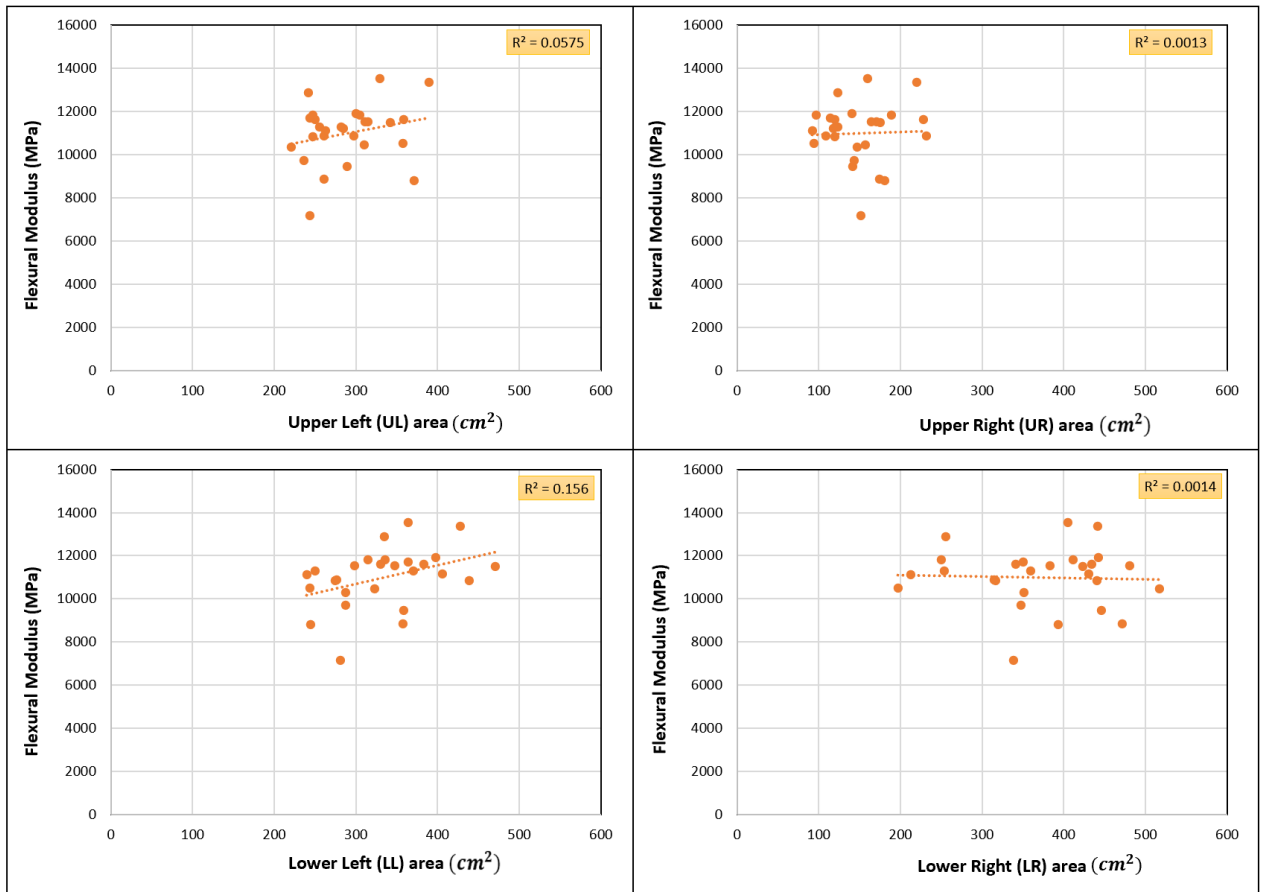 R² = 0.0575
16000
14000
12000
10000
8000
6000
4000
2000
0
Flexural Modulus (MPa)
0 100 200 300 400 500 600
Upper Left (UL) area (cm²)
R² = 0.0013
16000
14000
12000
10000
8000
6000
4000
2000
0
Flexural Modulus (MPa)
0 100 200 300 400 500 600
Upper Right (UR) area (cm²)
R² = 0.156
16000
14000
12000
10000
8000
6000
4000
2000
0
Flexural Modulus (MPa)
0 100 200 300 400 500 600
Lower Left (LL) area (cm²)
R² = 0.0014
16000
14000
12000
10000
8000
6000
4000
2000
0
Flexural Modulus (MPa)
0 100 200 300 400 500 600
Lower Right (LR) area (cm²)